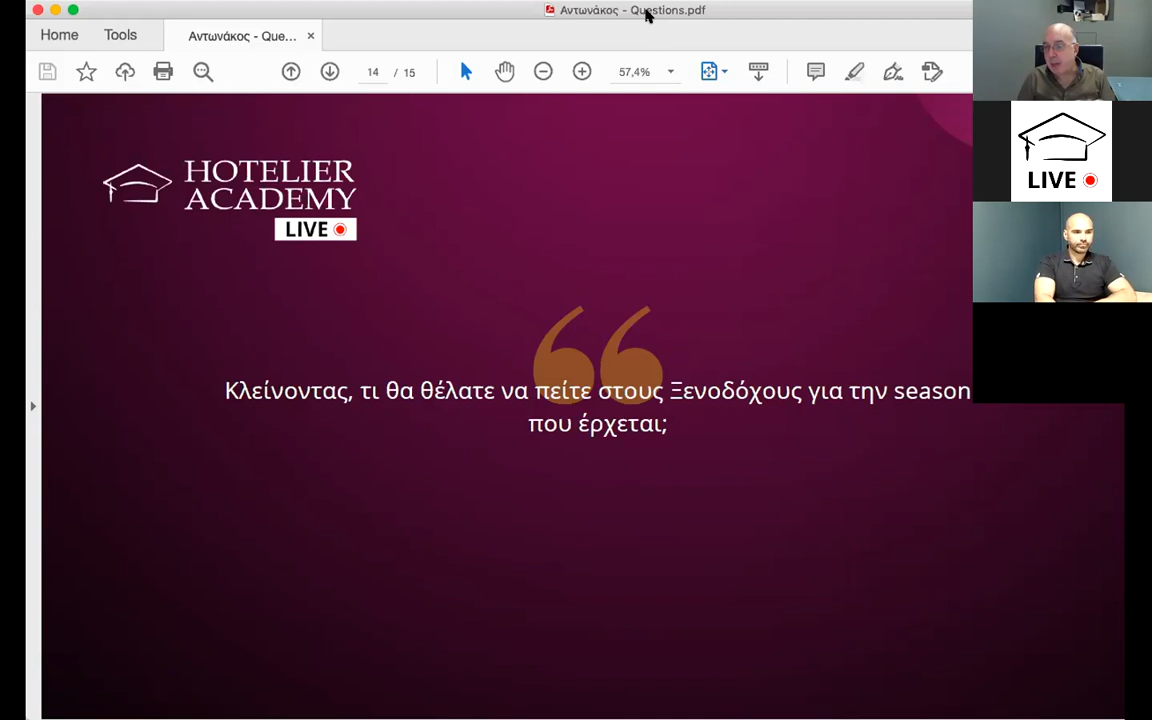 Αντωνάκος - Questions.pdf
Home
Tools
Αντωνάκος - Que...
14 / 15
57,4%
HOTELIER
ACADEMY
LIVE
LIVE
Κλείνοντας, τι θα θέλατε να πείτε στους Ξενοδόχους για την season
που έρχεται;